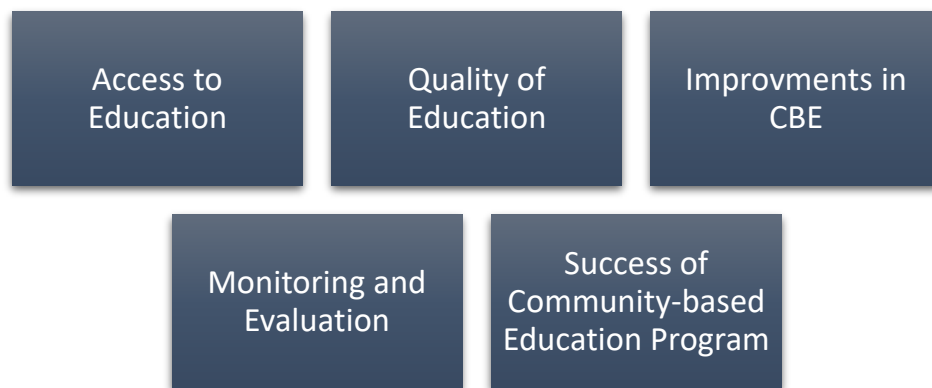 Access to
Education
Quality of
Education
Improvments in
CBE
Monitoring and
Evaluation
Success of
Community-based
Education Program